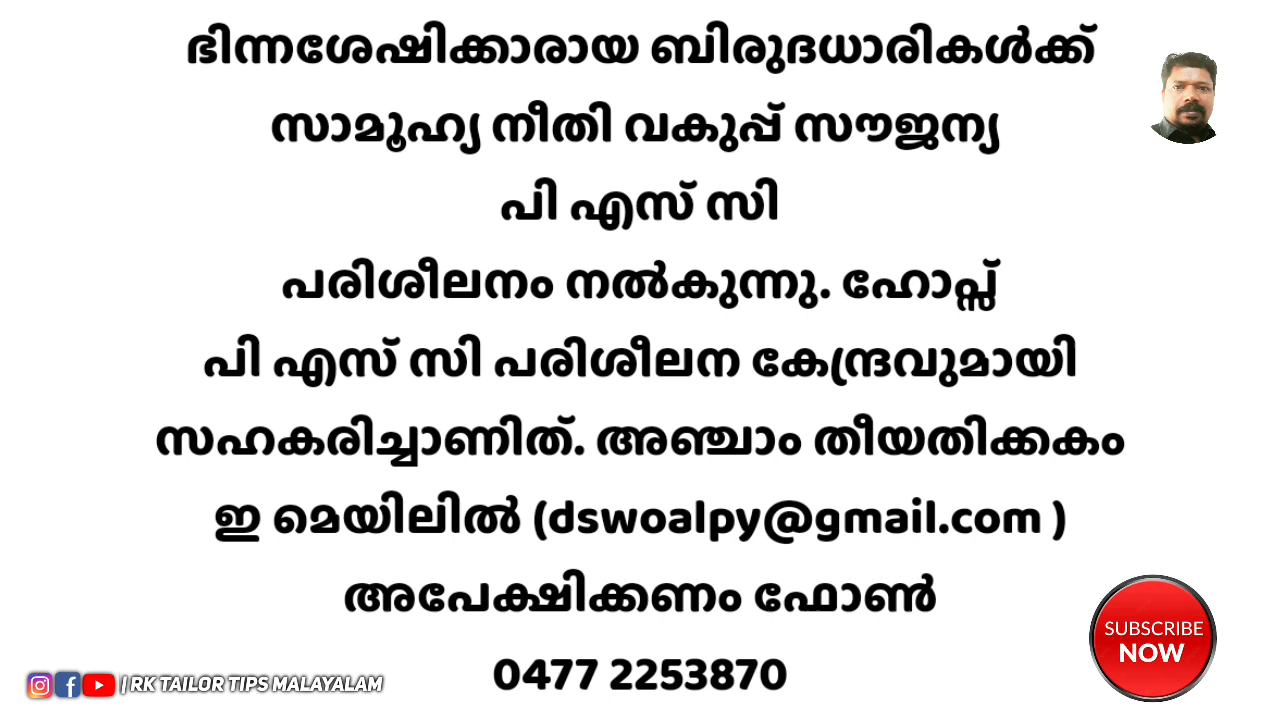 ഭിന്നശേഷിക്കാരായ ബിരുദധാരികൾക്ക്
സാമൂഹ്യ നീതി വകുപ്പ് സൗജന്യ
പി എസ് സി
പരിശീലനം നൽകുന്നു. ഹോപ്സ്
പി എസ് സി പരിശീലന കേന്ദ്രവുമായി
സഹകരിച്ചാണിത്. അഞ്ചാം തീയതിക്കകം
ഇ മെയിലിൽ (dswoalpy@gmail.com )
അപേക്ഷിക്കണം ഫോൺ
0477 2253870
SUBSCRIBE
NOW
| RK TAILOR TIPS MALAYALAM